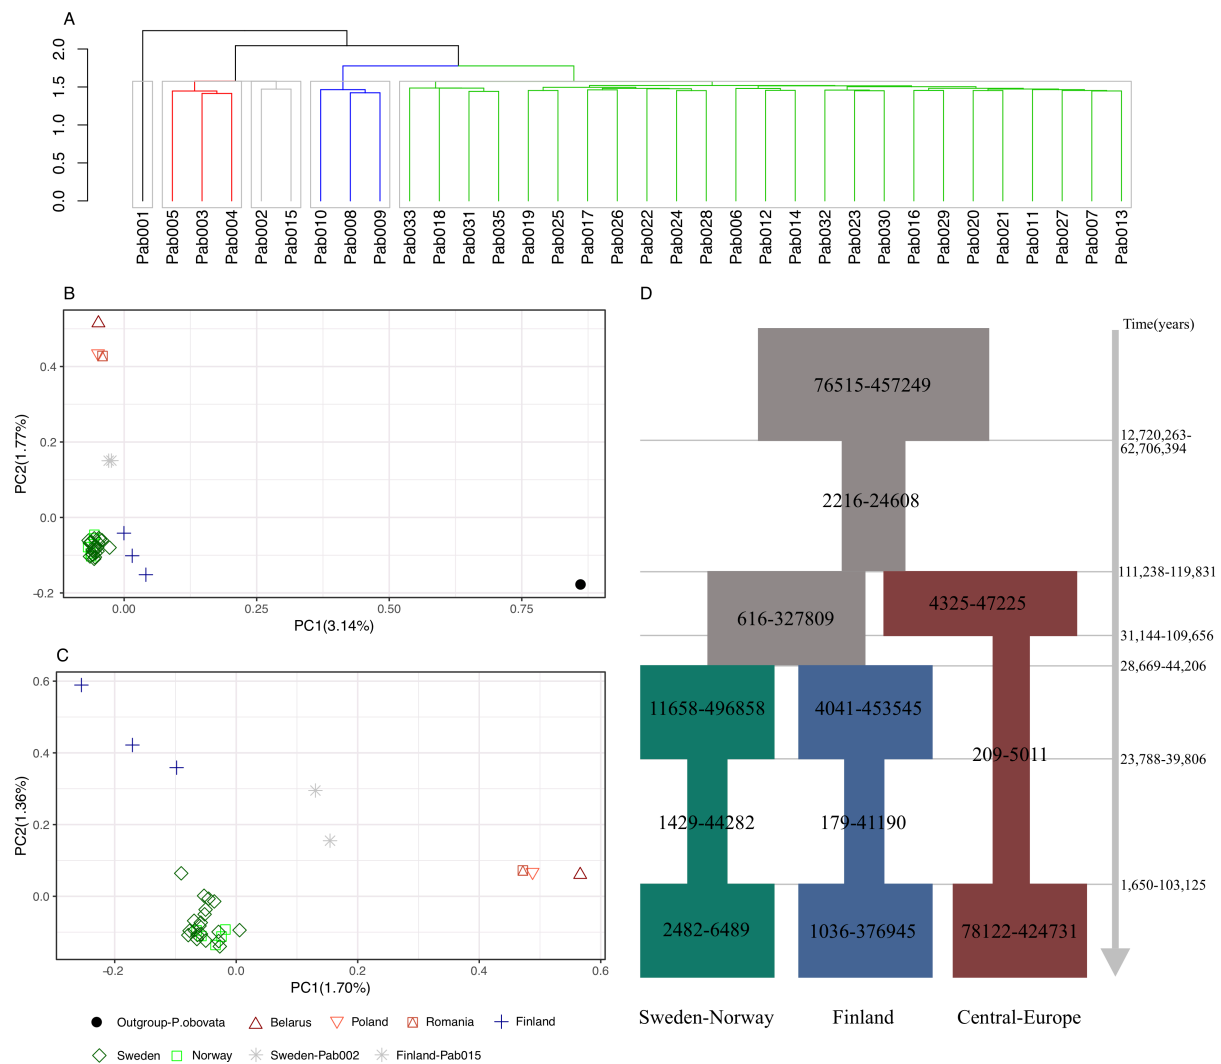 A
2.0
1.5
1.0
0.5
0.0
Pab001
Pab005
Pab003
Pab004
Pab002
Pab015
Pab010
Pab008
Pab009
Pab033
Pab018
Pab031
Pab035
Pab019
Pab025
Pab017
Pab026
Pab022
Pab024
Pab028
Pab006
Pab012
Pab014
Pab032
Pab023
Pab030
Pab016
Pab029
Pab020
Pab021
Pab011
Pab027
Pab007
Pab013
B
PC2(1.77%)
0.4
0.2
0.0
-0.2
0.00
0.25
0.50
0.75
PC1(3.14%)
C
PC2(1.36%)
0.6
0.4
0.2
0.0
-0.2
0.0
0.2
0.4
0.6
PC1(1.70%)
Outgroup-P.obovata
Belarus
Poland
Romania
Finland
Sweden
Norway
Sweden-Pab002
Finland-Pab015
D
Time(years)
76515-457249
12,720,263-
62,706,394
2216-24608
111,238-119,831
4325-47225
616-327809
31,144-109,656
28,669-44,206
11658-496858
4041-453545
209-5011
23,788-39,806
1429-44282
179-41190
1,650-103,125
2482-6489
1036-376945
78122-424731
Sweden-Norway
Finland
Central-Europe